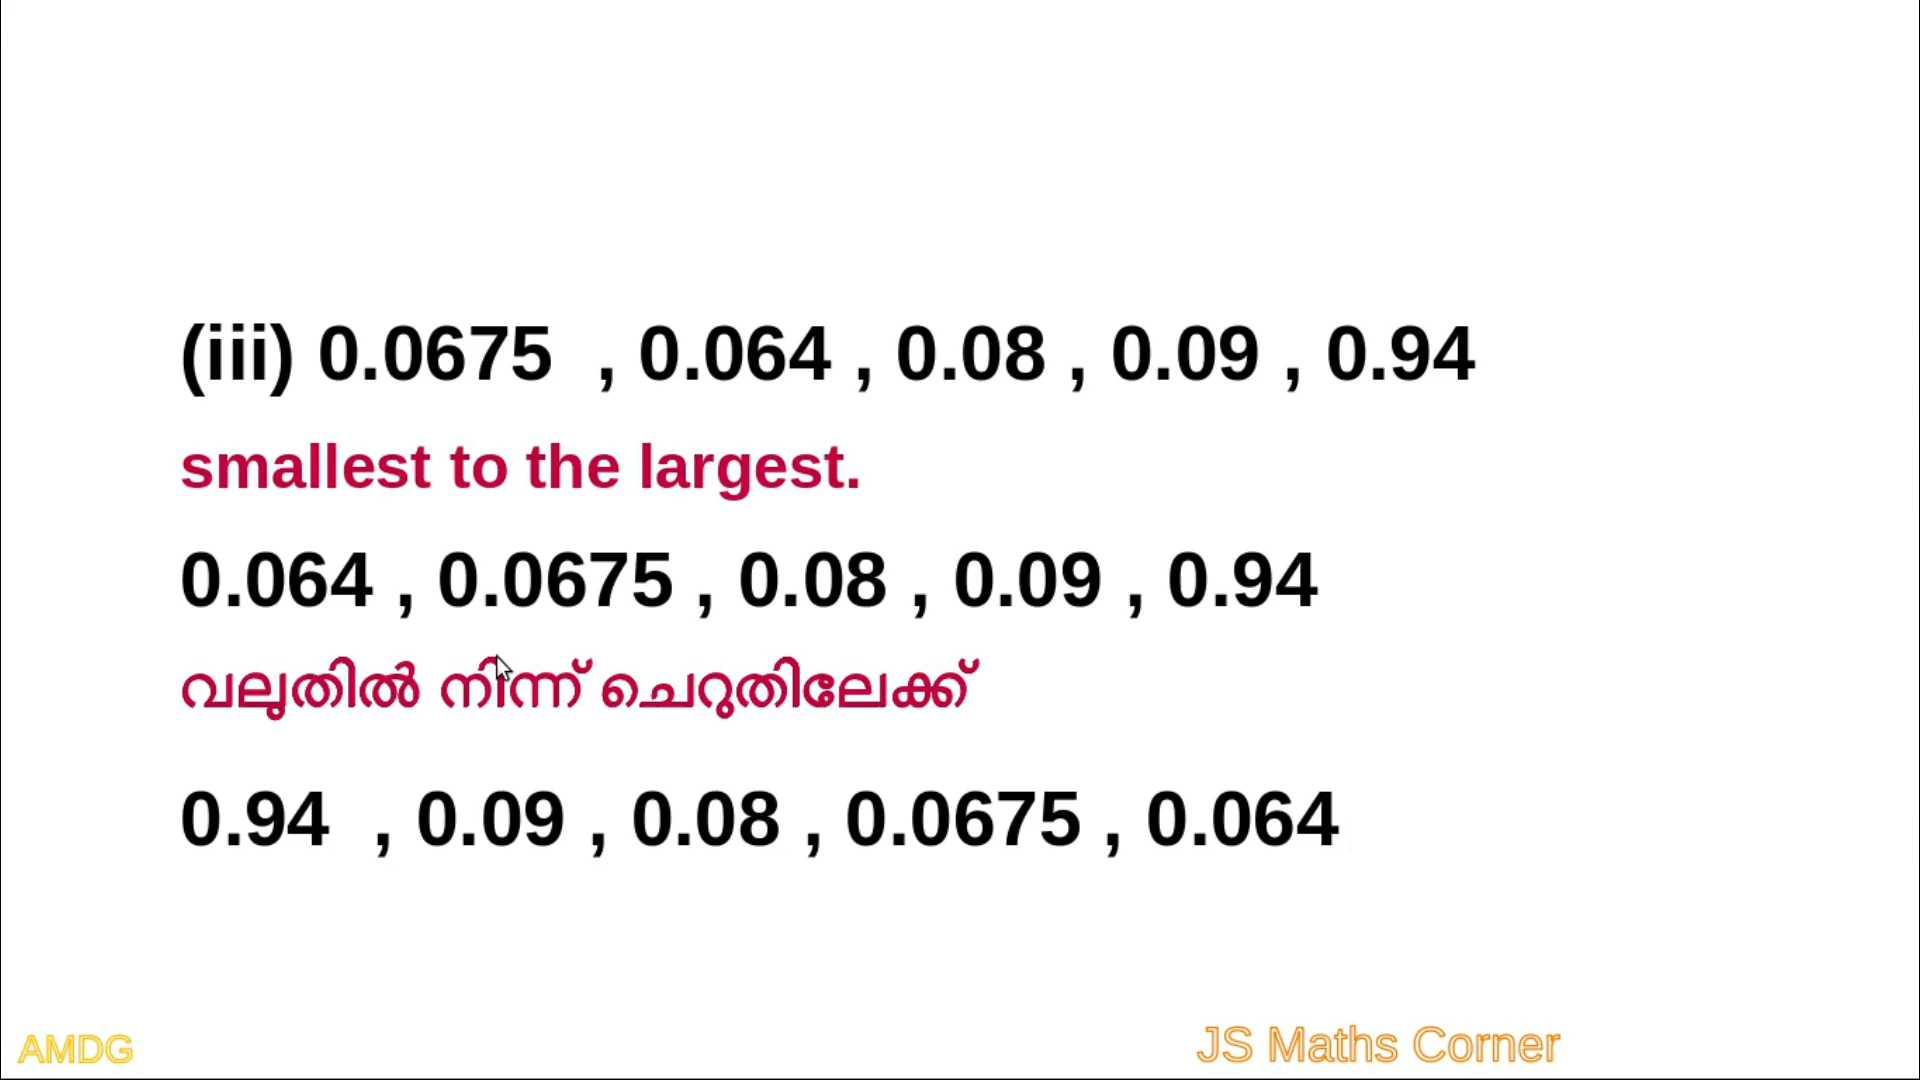 (iii) 0.0675 , 0.064 , 0.08 , 0.09 , 0.94
smallest to the largest.
0.064 , 0.0675 , 0.08 , 0.09 , 0.94
വലുതിൽ നിന്ന് ചെറുതിലേക്ക്
0.94 , 0.09 , 0.08 , 0.0675 , 0.064
AMDG
JS Maths Corner